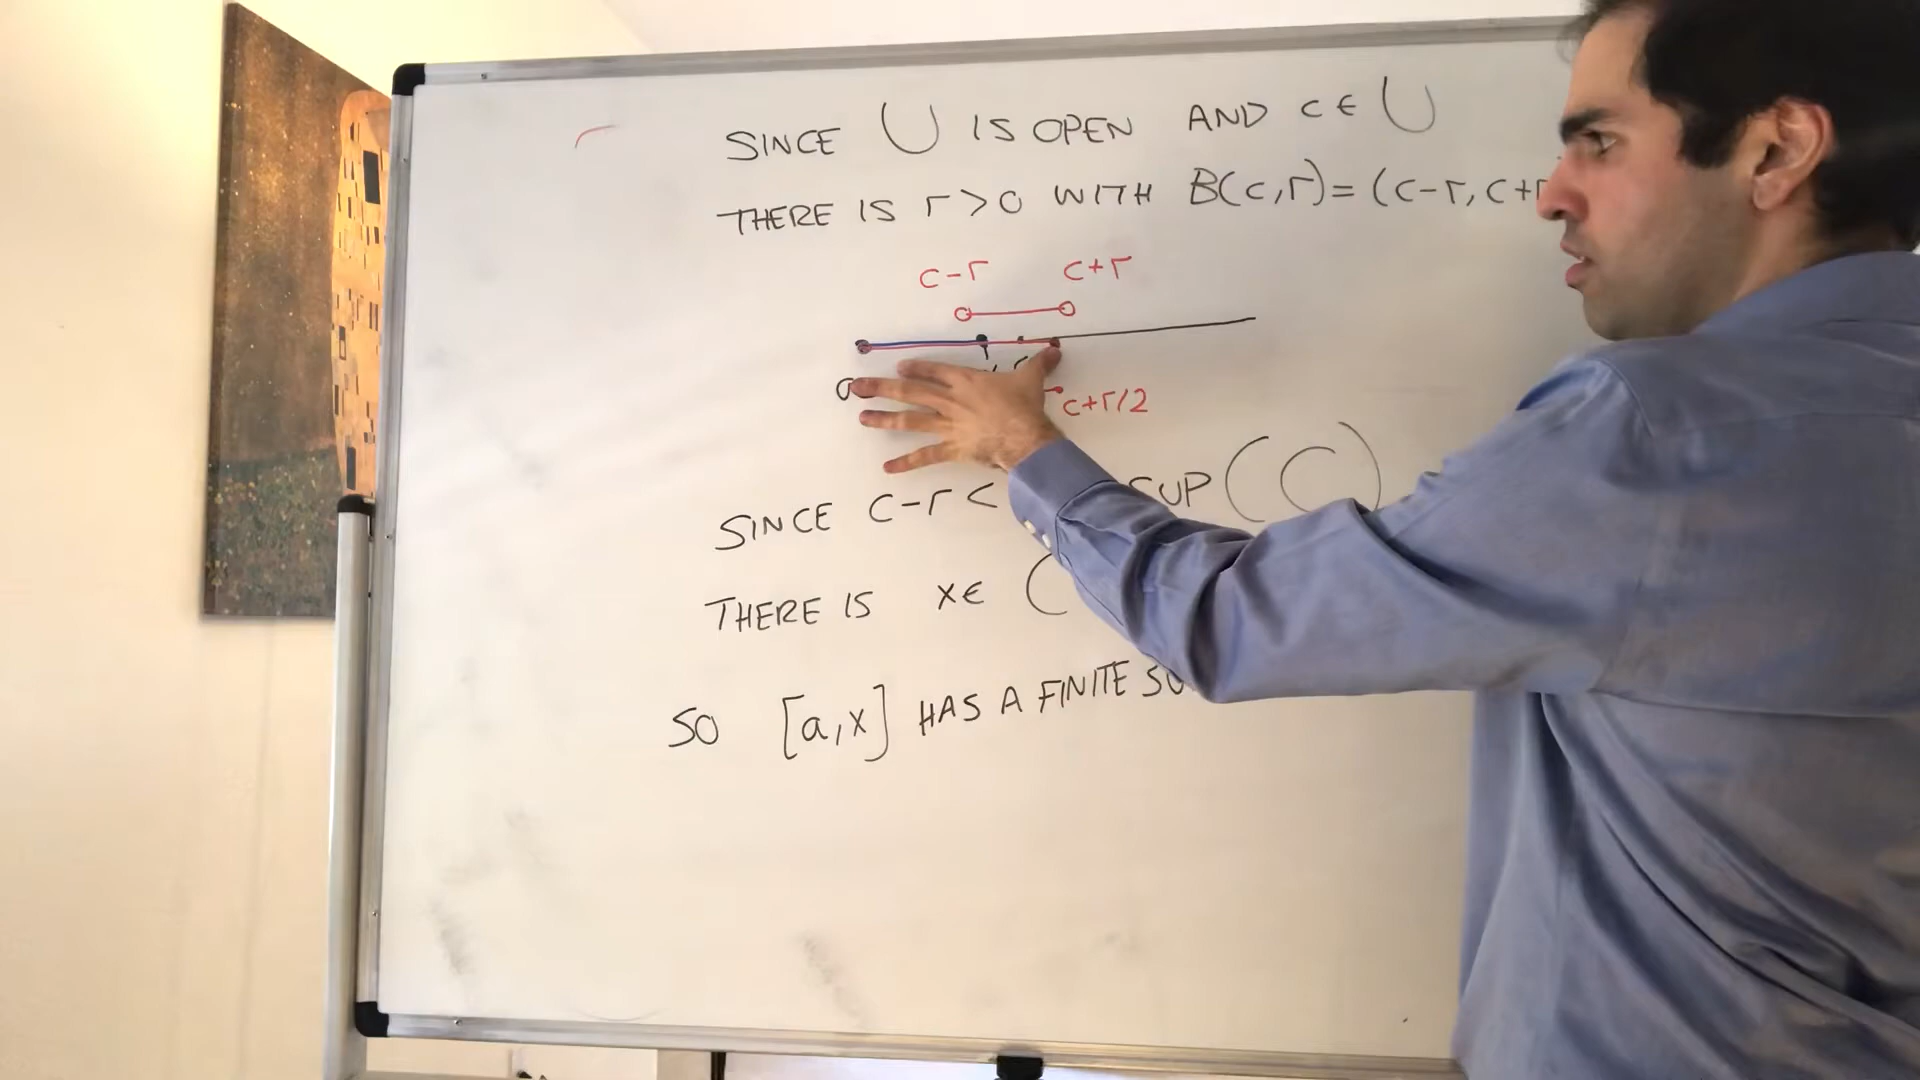 SINCE U IS OPEN AND C ∈ U
THERE IS r > 0 WITH B(c, r) = (c-r, c+r
c-r c+r
a
c+r/2
SINCE c-r < SUP(C)
THERE IS x ∈ (
SO [a, x] HAS A FINITE